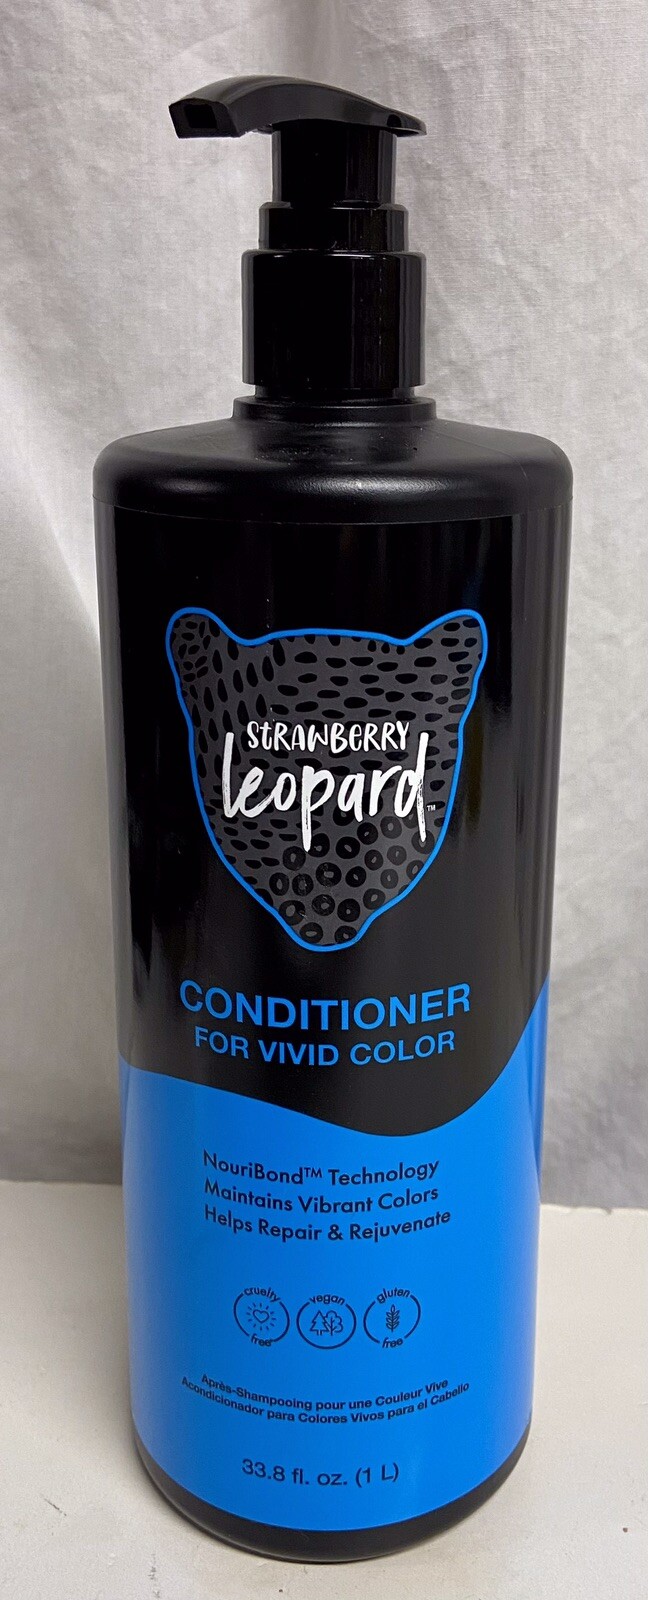 STRAWBERRY
leopard™
CONDITIONER
FOR VIVID COLOR
NouriBond™ Technology
Maintains Vibrant Colors
Helps Repair & Rejuvenate
cruelty free
vegan
gluten free
Après-Shampooing pour une Couleur Vive
Acondicionador para Colores Vivos para el Cabello
33.8 fl. oz. (1 L)